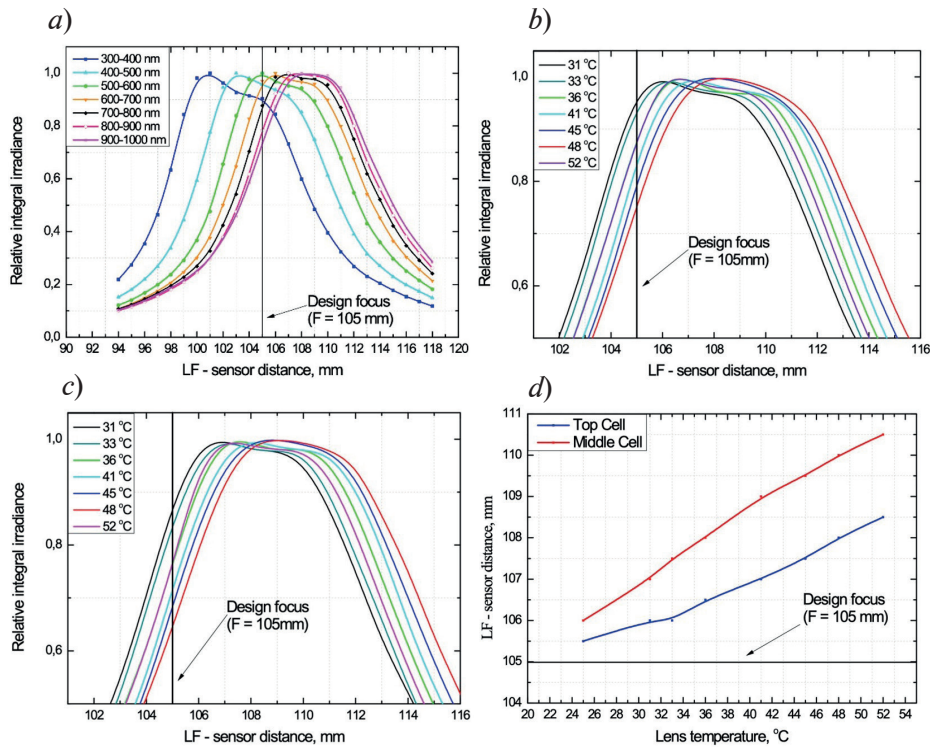 a)
Relative integral irradiance
1,0
0,8
0,6
0,4
0,2
0,0
300-400 nm
400-500 nm
500-600 nm
600-700 nm
700-800 nm
800-900 nm
900-1000 nm
Design focus
(F = 105 mm)
90 92 94 96 98 100 102 104 106 108 110 112 114 116 118 120
LF - sensor distance, mm
b)
Relative integral irradiance
1,0
0,8
0,6
31 °C
33 °C
36 °C
41 °C
45 °C
48 °C
52 °C
Design focus
(F = 105mm)
102 104 106 108 110 112 114 116
LF - sensor distance, mm
c)
Relative integral irradiance
1,0
0,8
0,6
31 °C
33 °C
36 °C
41 °C
45 °C
48 °C
52 °C
Design focus
(F = 105mm)
102 104 106 108 110 112 114 116
LF - sensor distance, mm
d)
LF - sensor distance, mm
111
110
109
108
107
106
105
104
Top Cell
Middle Cell
Design focus
(F = 105 mm)
20 22 24 26 28 30 32 34 36 38 40 42 44 46 48 50 52 54
Lens temperature, °C